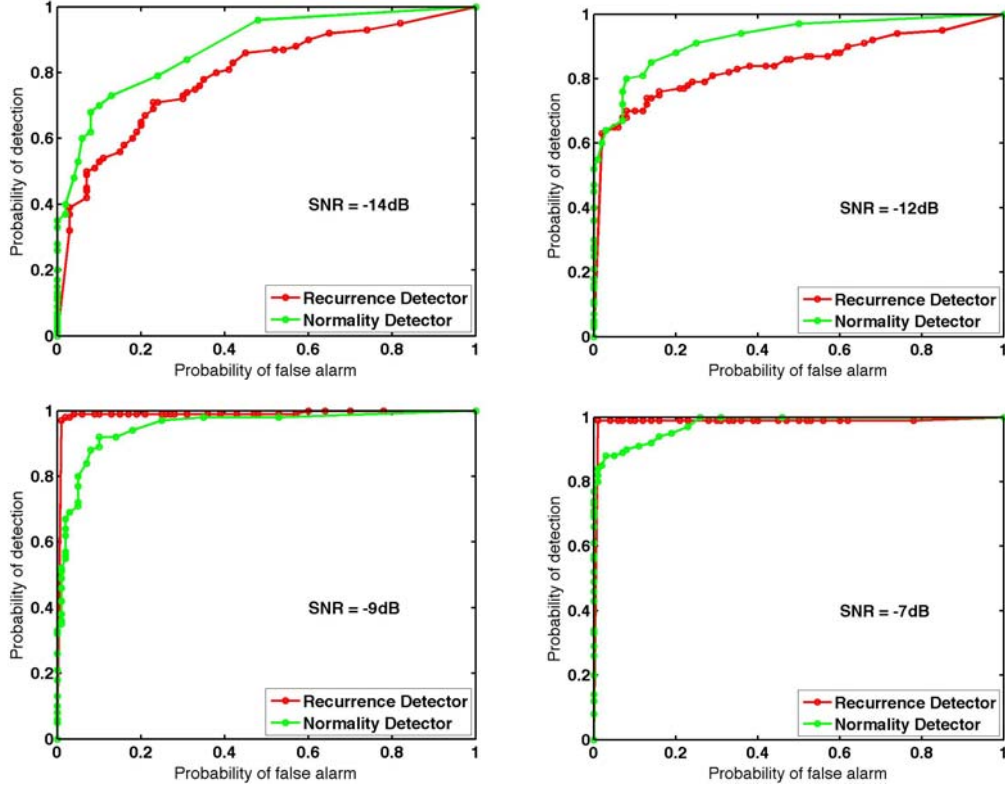 1
0.8
0.6
0.4
0.2
0
Probability of detection
SNR = -14dB
Recurrence Detector
Normality Detector
0 0.2 0.4 0.6 0.8 1
Probability of false alarm
1
0.8
0.6
0.4
0.2
0
Probability of detection
SNR = -12dB
Recurrence Detector
Normality Detector
0 0.2 0.4 0.6 0.8 1
Probability of false alarm
1
0.8
0.6
0.4
0.2
0
Probability of detection
SNR = -9dB
Recurrence Detector
Normality Detector
0 0.2 0.4 0.6 0.8 1
Probability of false alarm
1
0.8
0.6
0.4
0.2
0
Probability of detection
SNR = -7dB
Recurrence Detector
Normality Detector
0 0.2 0.4 0.6 0.8 1
Probability of false alarm